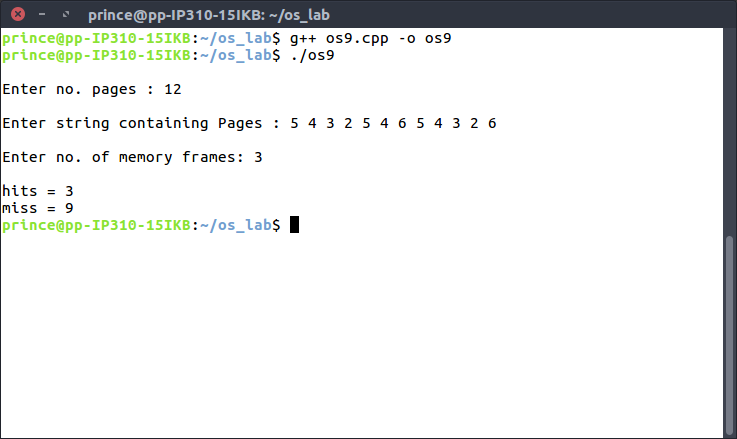 prince@pp-IP310-15IKB: ~/os_lab
prince@pp-IP310-15IKB:~/os_lab$ g++ os9.cpp -o os9
prince@pp-IP310-15IKB:~/os_lab$ ./os9
Enter no. pages : 12
Enter string containing Pages : 5 4 3 2 5 4 6 5 4 3 2 6
Enter no. of memory frames: 3
hits = 3
miss = 9
prince@pp-IP310-15IKB:~/os_lab$